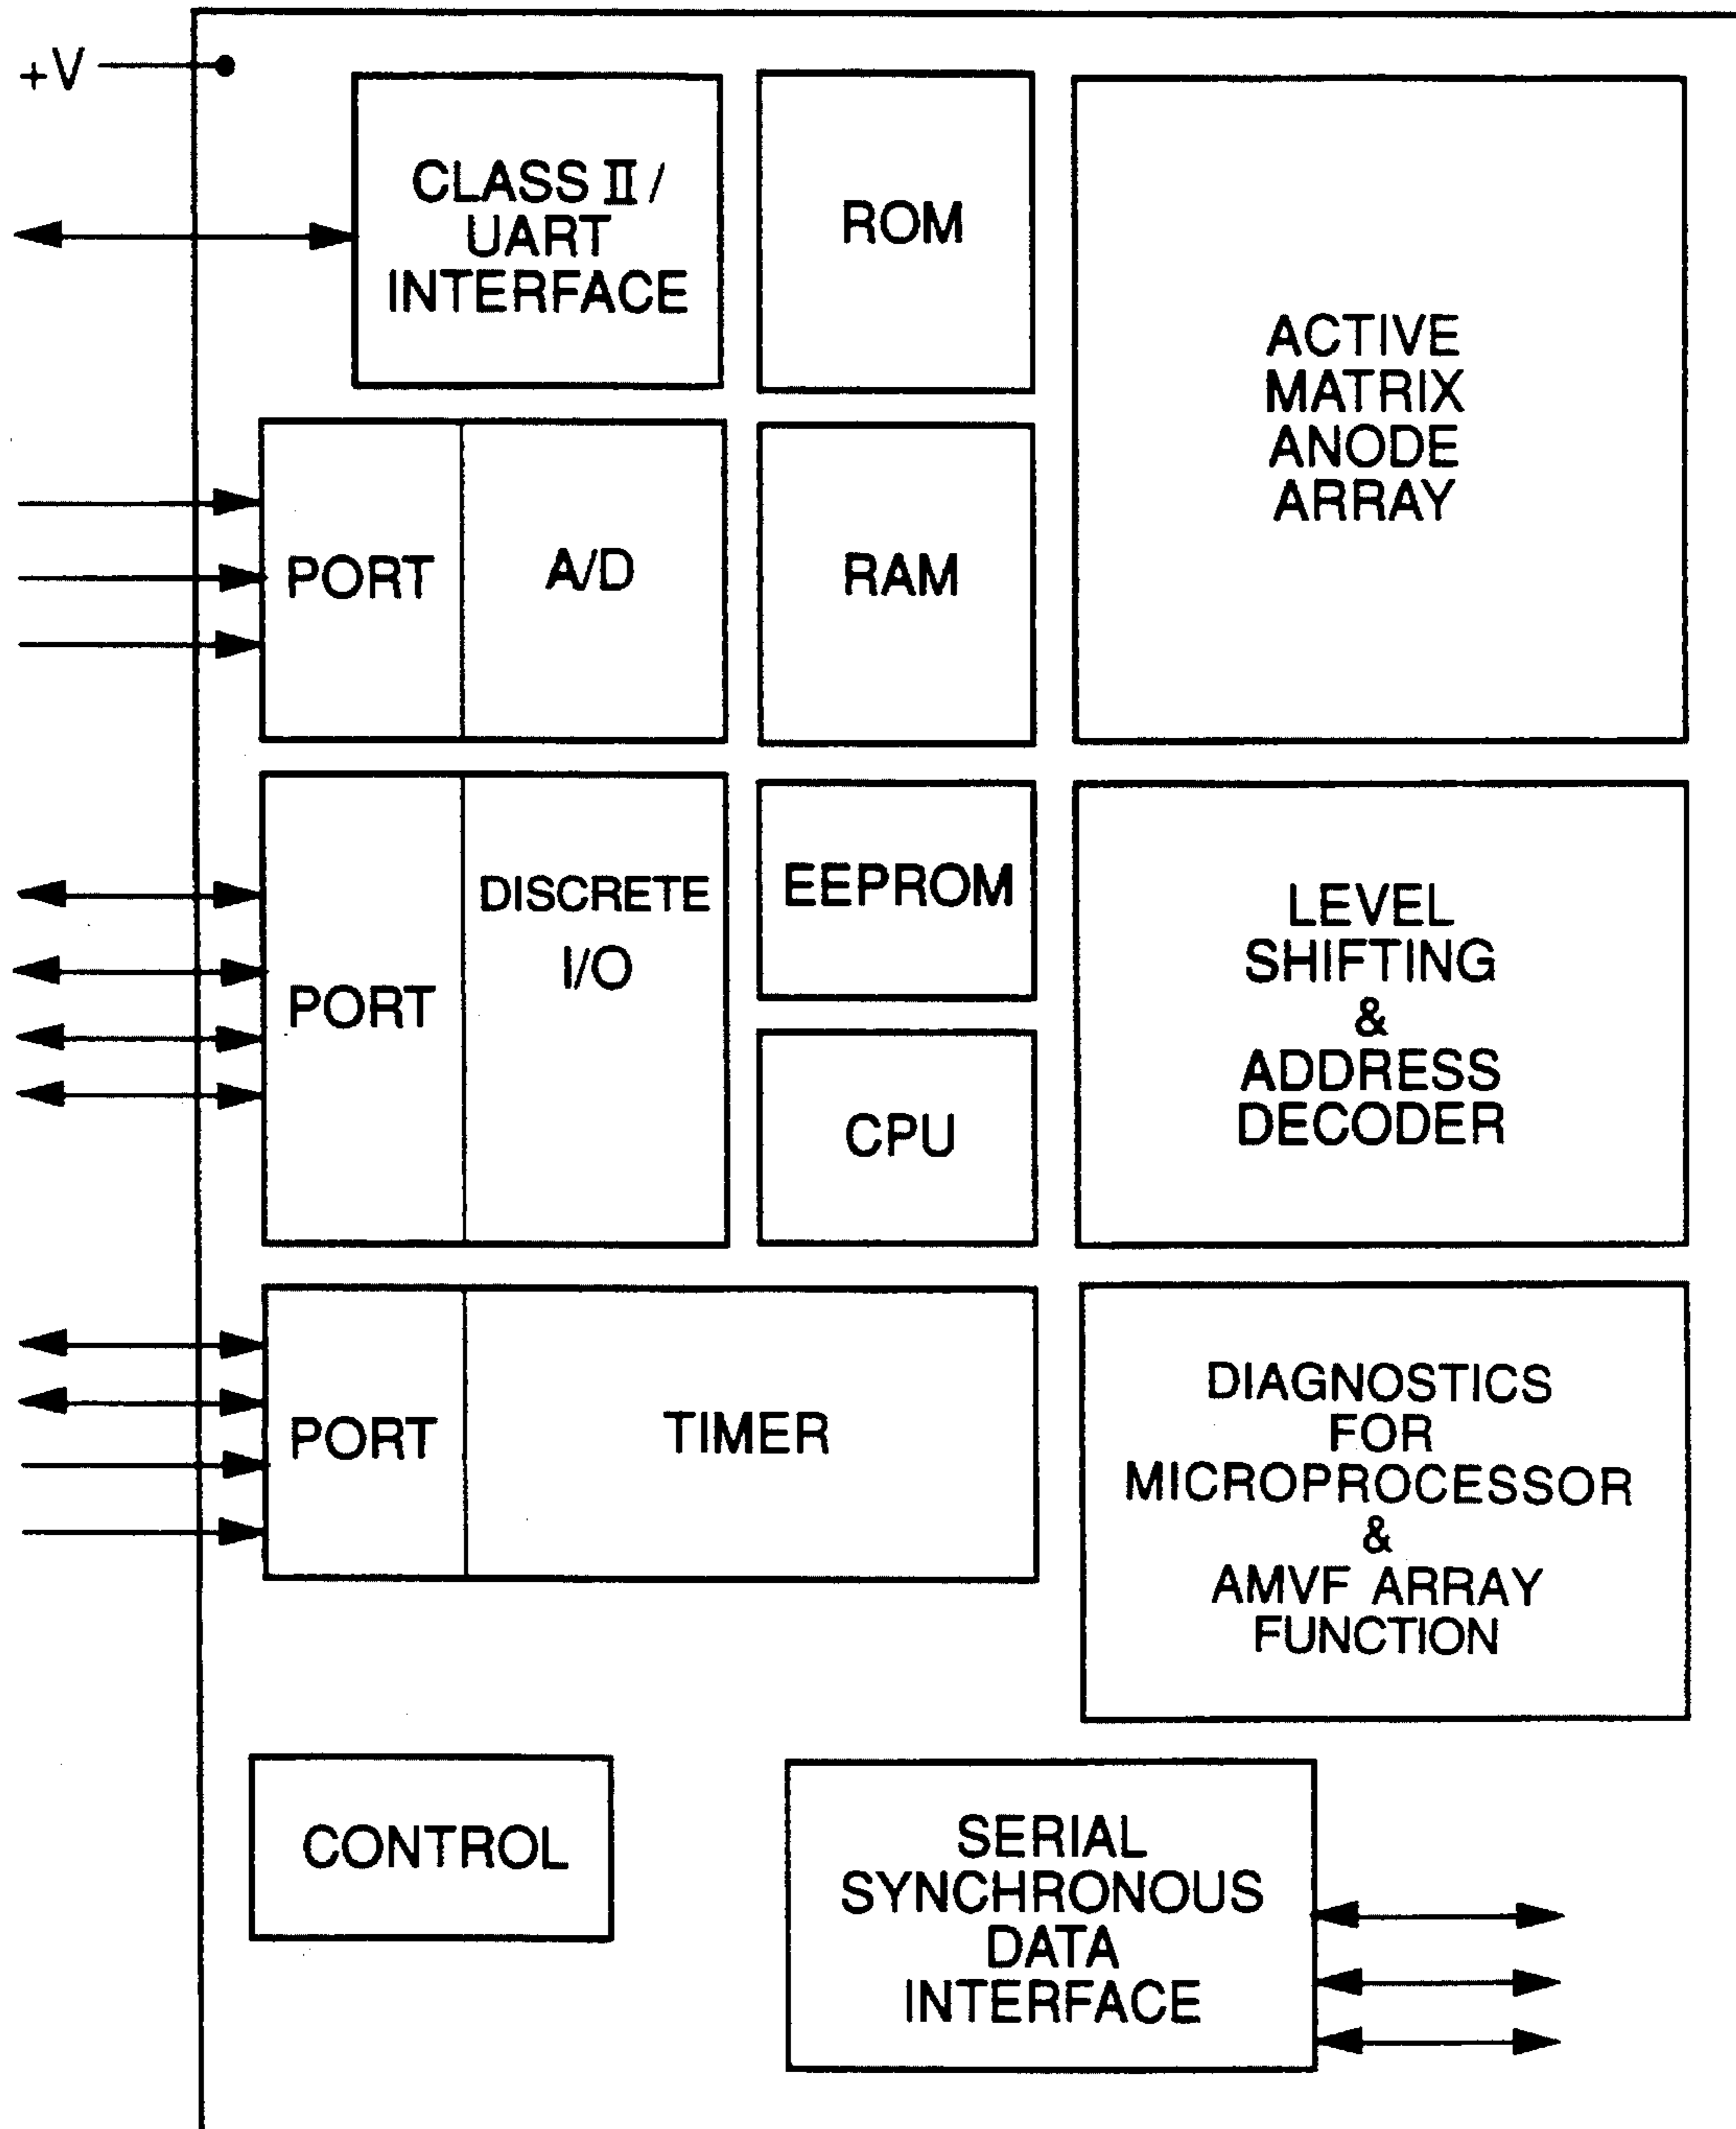 +V
CLASS II /
UART
INTERFACE
ROM
ACTIVE
MATRIX
ANODE
ARRAY
PORT
A/D
RAM
PORT
DISCRETE
I/O
EEPROM
CPU
LEVEL
SHIFTING
&
ADDRESS
DECODER
PORT
TIMER
DIAGNOSTICS
FOR
MICROPROCESSOR
&
AMVF ARRAY
FUNCTION
CONTROL
SERIAL
SYNCHRONOUS
DATA
INTERFACE